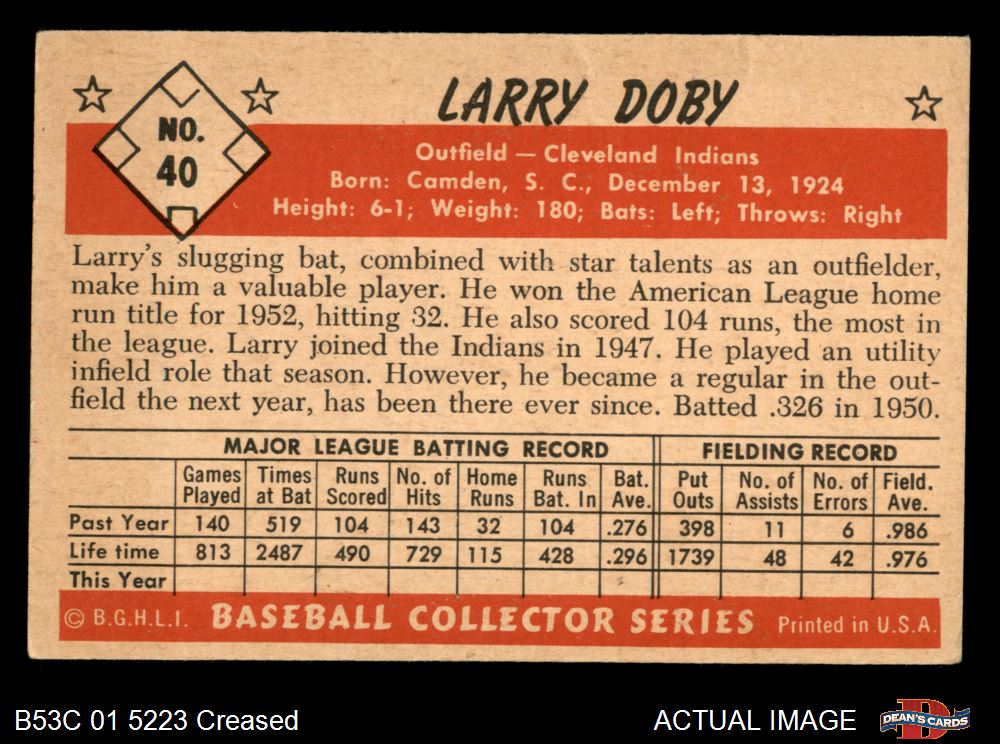 NO.
40
LARRY DOBY
Outfield — Cleveland Indians
Born: Camden, S. C., December 13, 1924
Height: 6-1; Weight: 180; Bats: Left; Throws: Right
Larry's slugging bat, combined with star talents as an outfielder,
make him a valuable player. He won the American League home
run title for 1952, hitting 32. He also scored 104 runs, the most in
the league. Larry joined the Indians in 1947. He played an utility
infield role that season. However, he became a regular in the out-
field the next year, has been there ever since. Batted .326 in 1950.
MAJOR LEAGUE BATTING RECORD FIELDING RECORD
Games Times Runs No. of Home Runs Bat. Put No. of No. of Field.
Played at Bat Scored Hits Runs Bat. In Ave. Outs Assists Errors Ave.
Past Year 140 519 104 143 32 104 .276 398 11 6 .986
Life time 813 2487 490 729 115 428 .296 1739 48 42 .976
This Year
© B.G.H.L.I. BASEBALL COLLECTOR SERIES Printed in U.S.A.
B53C 01 5223 Creased ACTUAL IMAGE DEAN'S CARDS